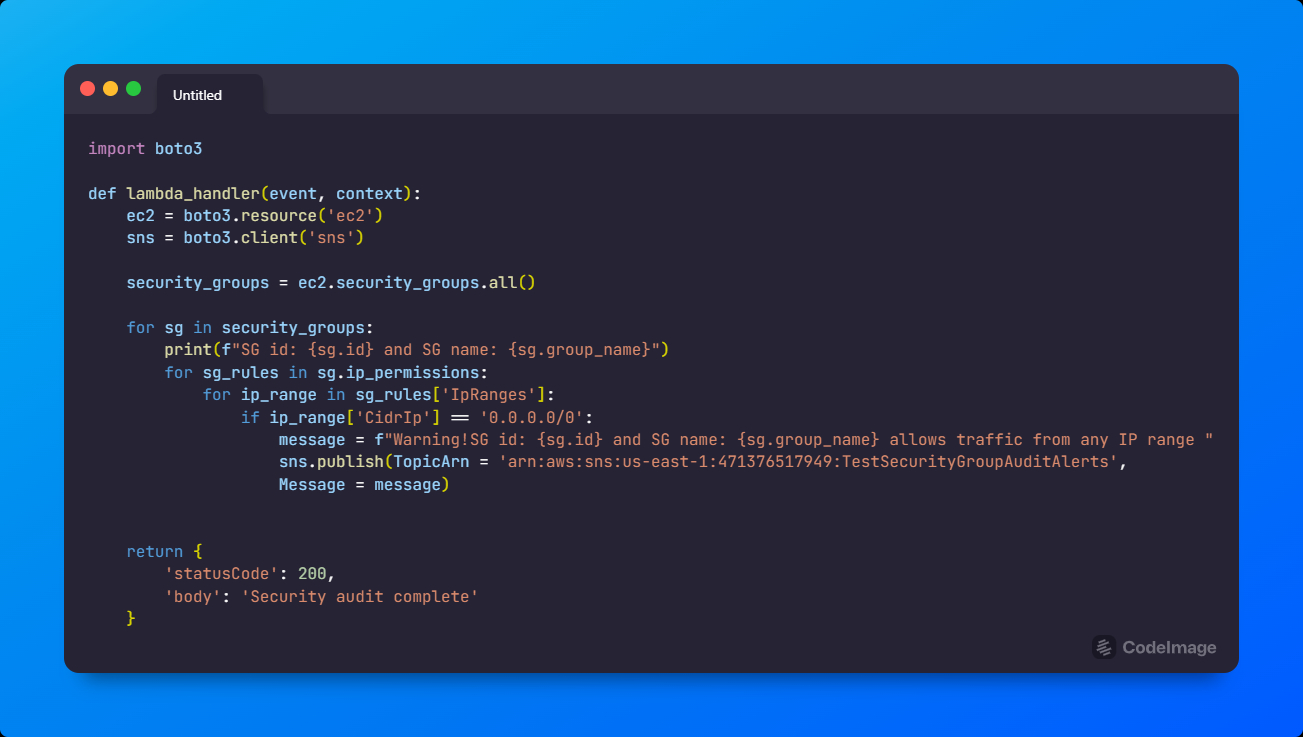 Untitled
import boto3
def lambda_handler(event, context):
    ec2 = boto3.resource('ec2')
    sns = boto3.client('sns')
    security_groups = ec2.security_groups.all()
    for sg in security_groups:
        print(f"SG id: {sg.id} and SG name: {sg.group_name}")
        for sg_rules in sg.ip_permissions:
            for ip_range in sg_rules['IpRanges']:
                if ip_range['CidrIp'] == '0.0.0.0/0':
                    message = f"Warning!SG id: {sg.id} and SG name: {sg.group_name} allows traffic from any IP range "
                    sns.publish(TopicArn = 'arn:aws:sns:us-east-1:471376517949:TestSecurityGroupAuditAlerts',
                    Message = message)
    return {
        'statusCode': 200,
        'body': 'Security audit complete'
    }
CodeImage